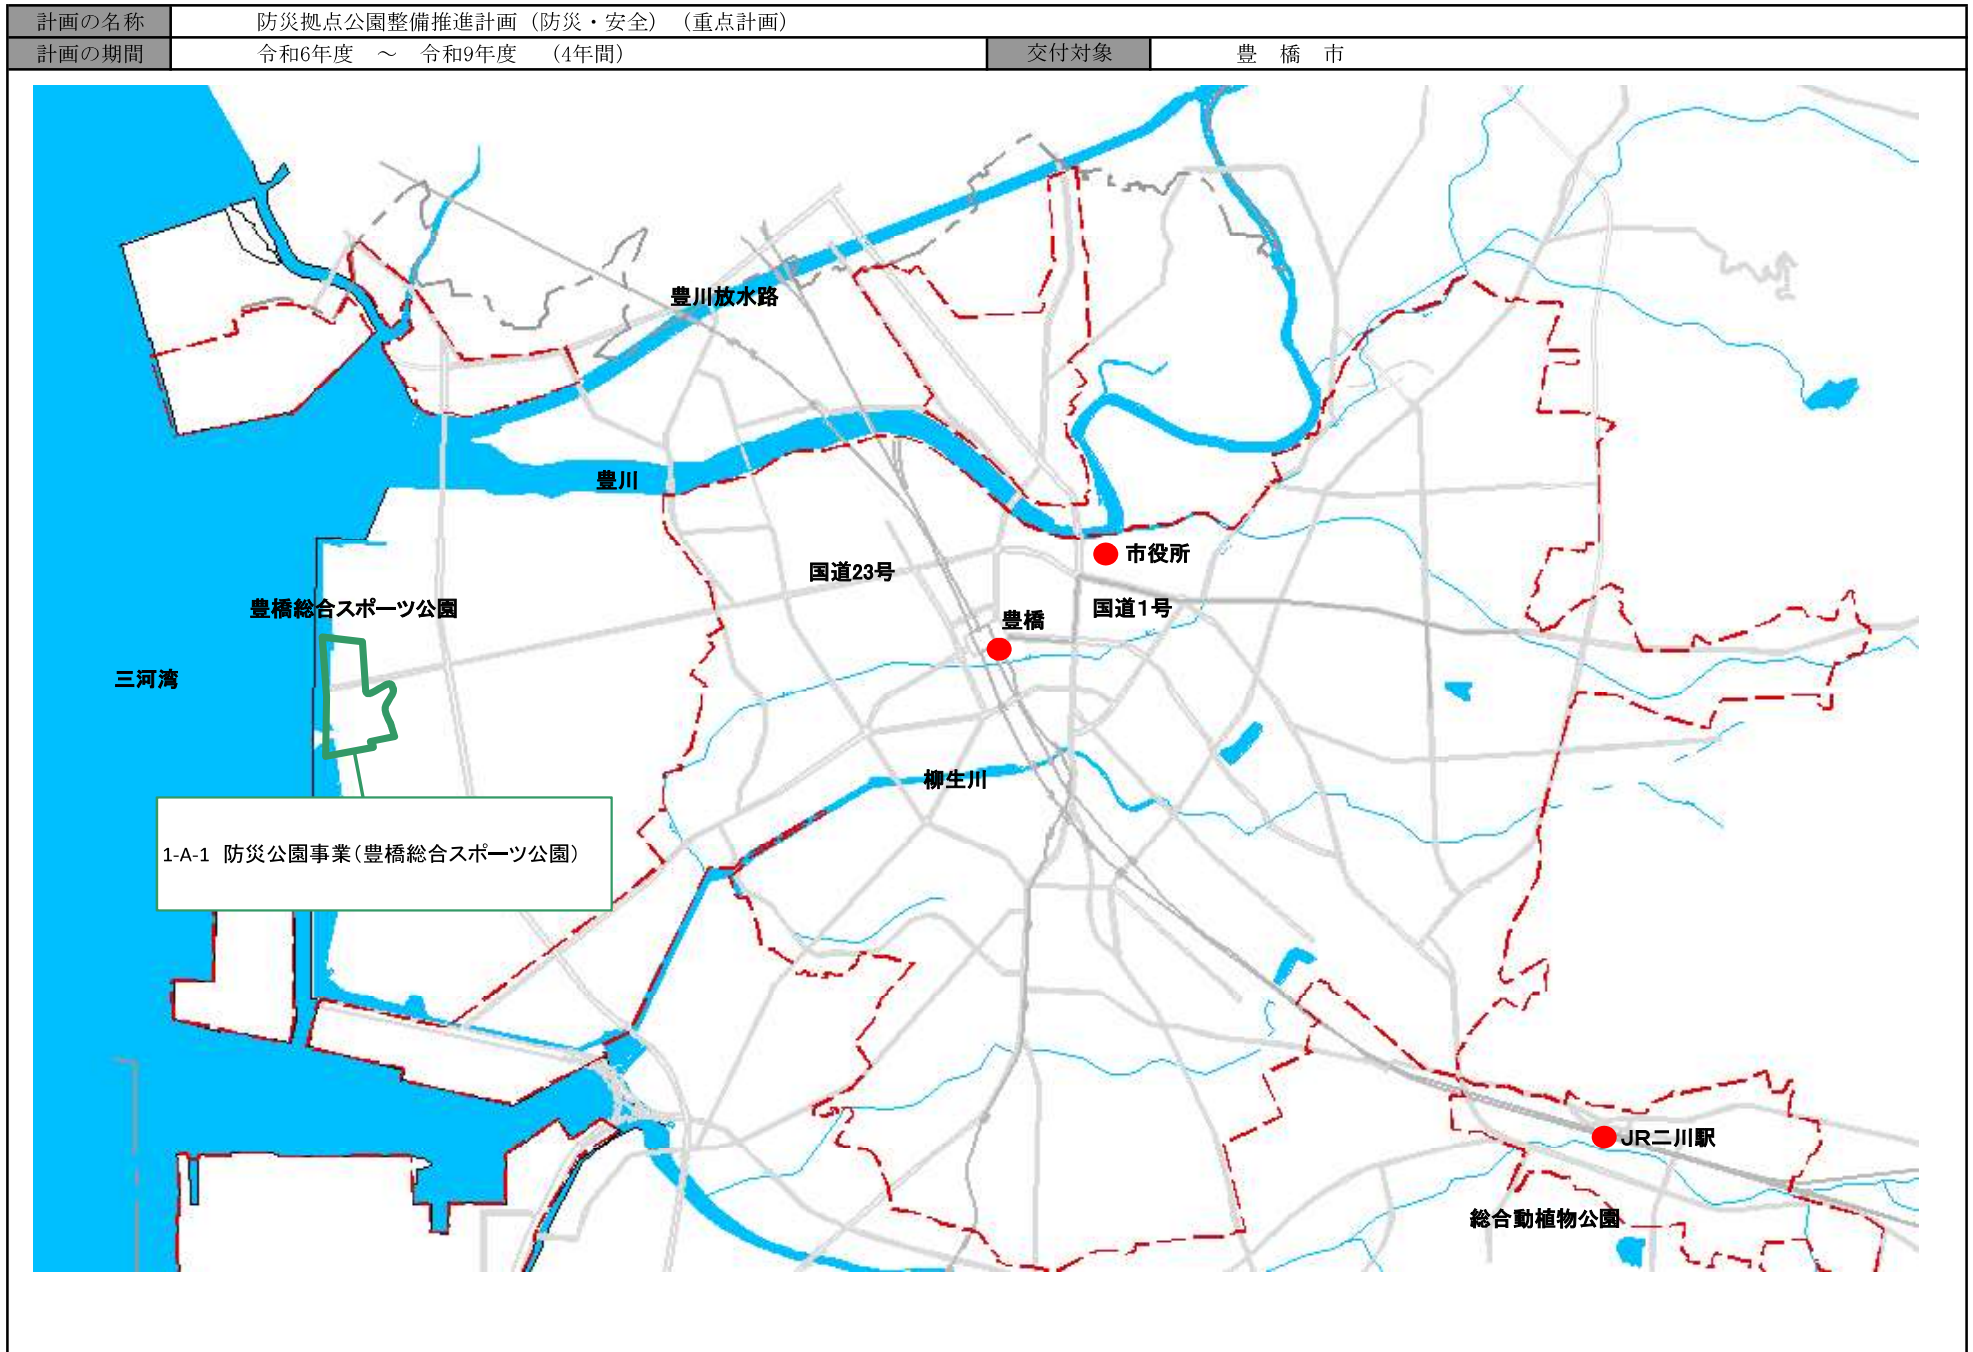 計画の名称 防災拠点公園整備推進計画（防災・安全）（重点計画）
計画の期間 令和6年度 ～ 令和9年度 （4年間） 交付対象 豊 橋 市
豊川放水路
豊川
市役所
国道23号
豊橋総合スポーツ公園
国道1号
豊橋
三河湾
柳生川
1-A-1 防災公園事業（豊橋総合スポーツ公園）
JR二川駅
総合動植物公園